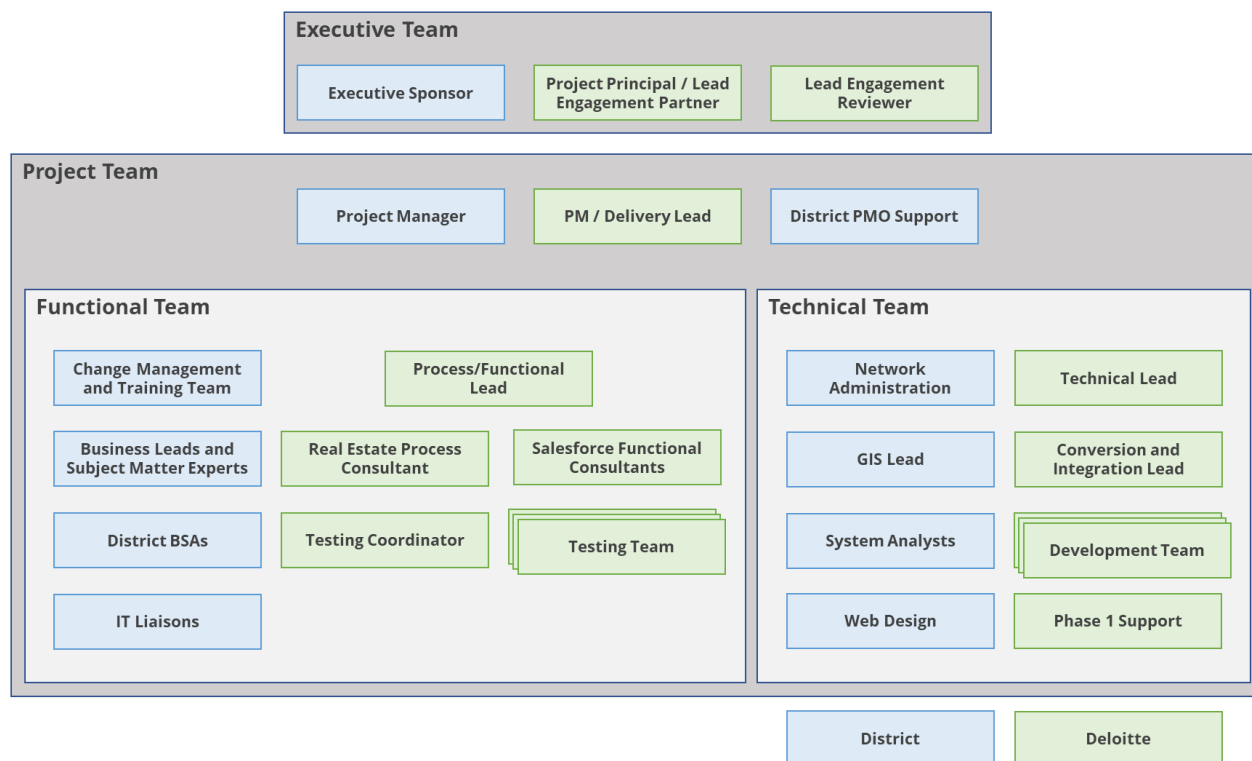 Executive Team
Executive Sponsor
Project Principal / Lead
Engagement Partner
Lead Engagement
Reviewer
Project Team
Project Manager
PM / Delivery Lead
District PMO Support
Functional Team
Change Management
and Training Team
Process/Functional
Lead
Business Leads and
Subject Matter Experts
Real Estate Process
Consultant
Salesforce Functional
Consultants
District BSAs
Testing Coordinator
Testing Team
IT Liaisons
Technical Team
Network
Administration
Technical Lead
GIS Lead
Conversion and
Integration Lead
System Analysts
Development Team
Web Design
Phase 1 Support
District
Deloitte